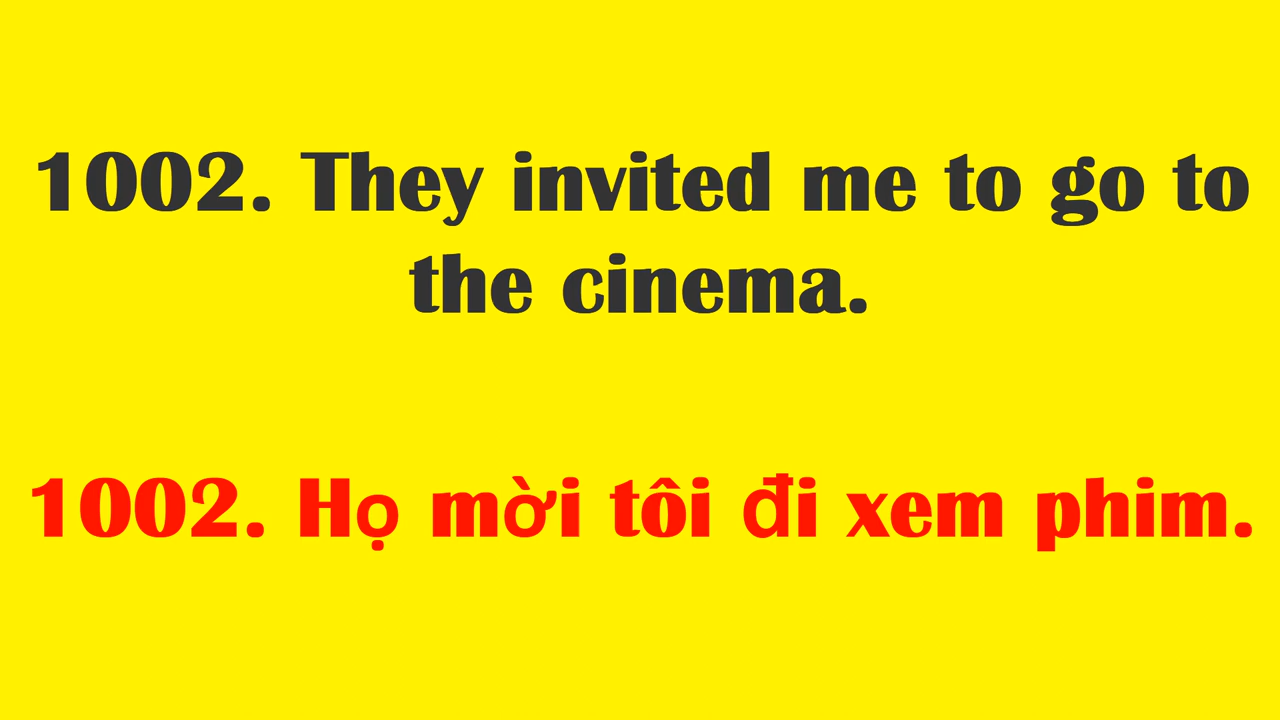 1002. They invited me to go to
the cinema.
1002. Họ mời tôi đi xem phim.